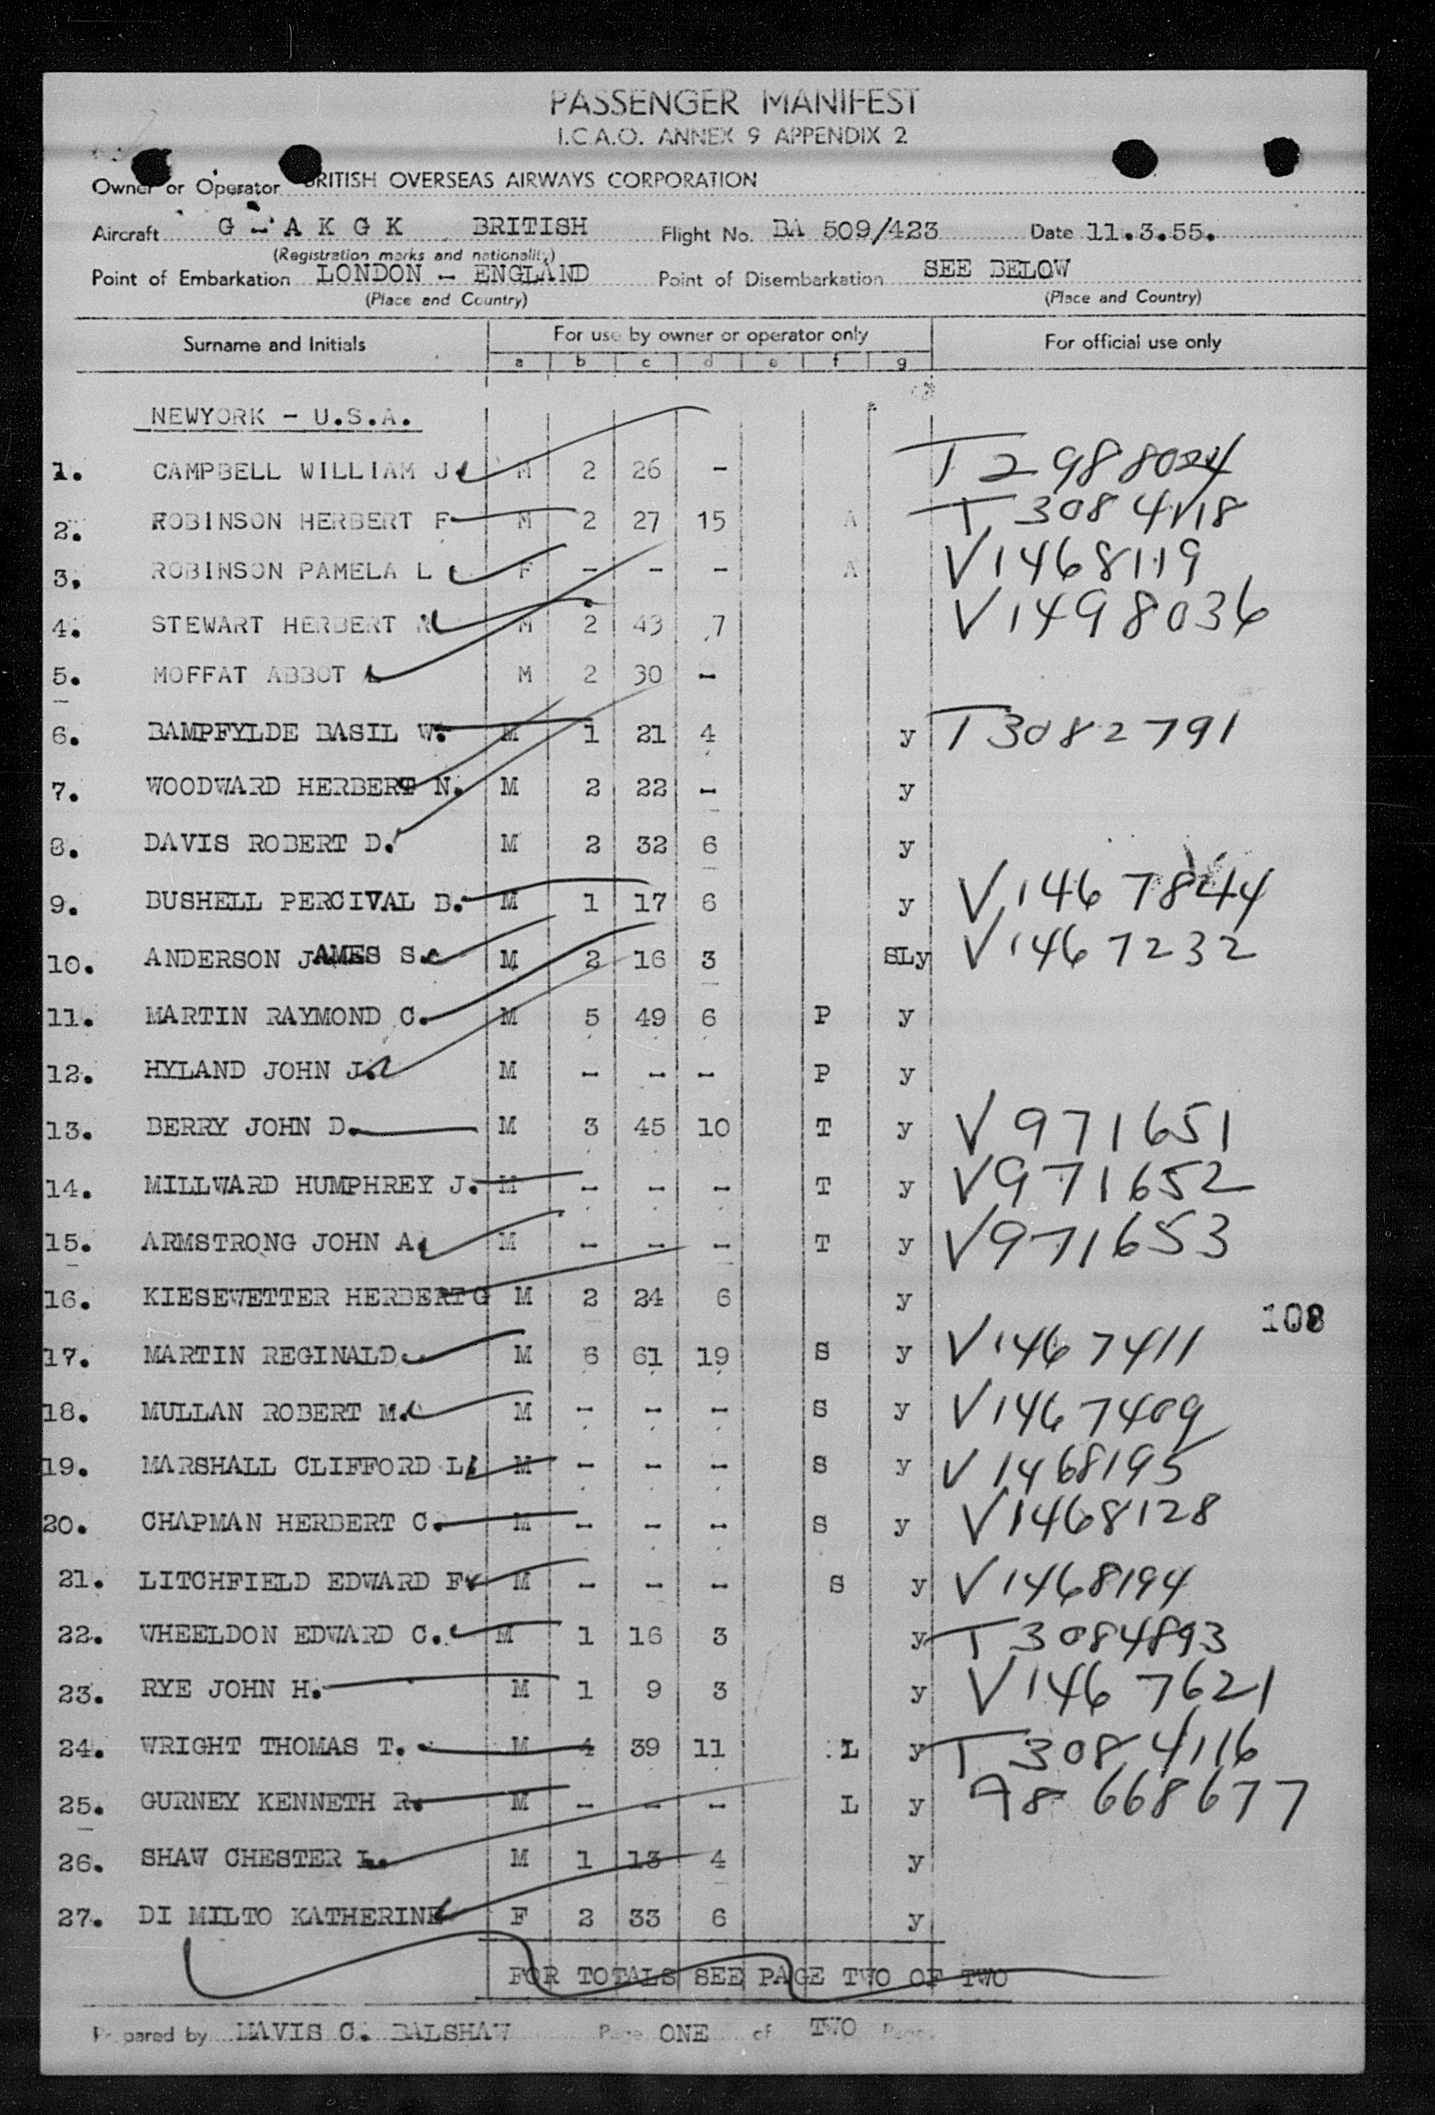 PASSENGER MANIFEST
I.C.A.O. ANNEX 9 APPENDIX 2
Owner or Operator BRITISH OVERSEAS AIRWAYS CORPORATION
Aircraft G - A K G K BRITISH Flight No. BA 509/423 Date 11.3.55.
(Registration marks and nationality)
Point of Embarkation LONDON - ENGLAND Point of Disembarkation SEE BELOW
(Place and Country) (Place and Country)
Surname and Initials For use by owner or operator only For official use only
a b c d e f g
NEWYORK - U.S.A.
1. CAMPBELL WILLIAM J. M 2 26 - T 2988024
2. ROBINSON HERBERT F M 2 27 15 A T 3084118
3. ROBINSON PAMELA L F - - - A V1468119
4. STEWART HERBERT M 2 43 7 V1498036
5. MOFFAT ABBOT L M 2 30 -
6. BAMPFYLDE BASIL W. M 1 21 4 y T3082791
7. WOODWARD HERBERT N. M 2 22 - y
8. DAVIS ROBERT D. M 2 32 6 y
9. BUSHELL PERCIVAL B. M 1 17 6 y V1467844
10. ANDERSON JAMES S. M 2 16 3 SLy V1467232
11. MARTIN RAYMOND C. M 5 49 6 P y
12. HYLAND JOHN J. M - - - P y
13. BERRY JOHN D. M 3 45 10 T y V971651
14. MILLWARD HUMPHREY J. M - - - T y V971652
15. ARMSTRONG JOHN A. M - - - T y V971653
16. KIESEWETTER HERBERT G M 2 24 6 y
108
17. MARTIN REGINALD M 6 61 19 S y V1467411
18. MULLAN ROBERT M. M - - - S y V1467409
19. MARSHALL CLIFFORD L. M - - - S y V1468195
20. CHAPMAN HERBERT C. M - - - S y V1468128
21. LITCHFIELD EDWARD F. M - - - S y V1468194
22. WHEELDON EDWARD C. M 1 16 3 y T3084893
23. RYE JOHN H. M 1 9 3 y V1467621
24. WRIGHT THOMAS T. M 4 39 11 L y T3084116
25. GURNEY KENNETH R. M - - - L y A8 668677
26. SHAW CHESTER L. M 1 13 4 y
27. DI MILTO KATHERINE F 2 33 6 y
FOR TOTALS SEE PAGE TWO OF TWO
Prepared by MAVIS C. BALSHAW Page ONE of TWO Pages